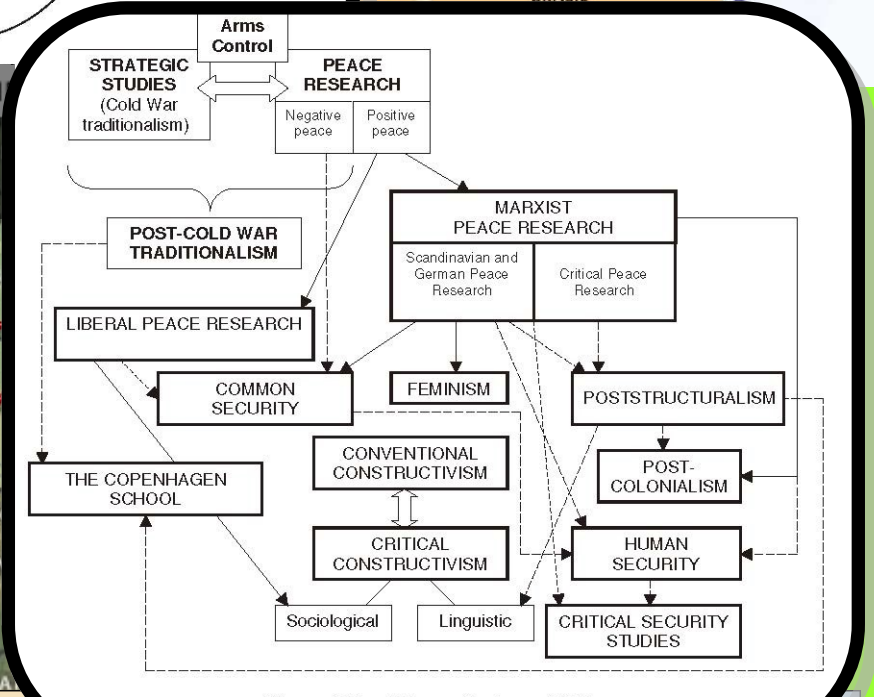 Arms
Control
STRATEGIC
STUDIES
(Cold War
traditionalism)
PEACE
RESEARCH
Negative
peace
Positive
peace
MARXIST
PEACE RESEARCH
Scandinavian and
German Peace
Research
Critical Peace
Research
POST-COLD WAR
TRADITIONALISM
LIBERAL PEACE RESEARCH
COMMON
SECURITY
FEMINISM
POSTSTRUCTURALISM
CONVENTIONAL
CONSTRUCTIVISM
POST-
COLONIALISM
THE COPENHAGEN
SCHOOL
CRITICAL
CONSTRUCTIVISM
HUMAN
SECURITY
Sociological
Linguistic
CRITICAL SECURITY
STUDIES